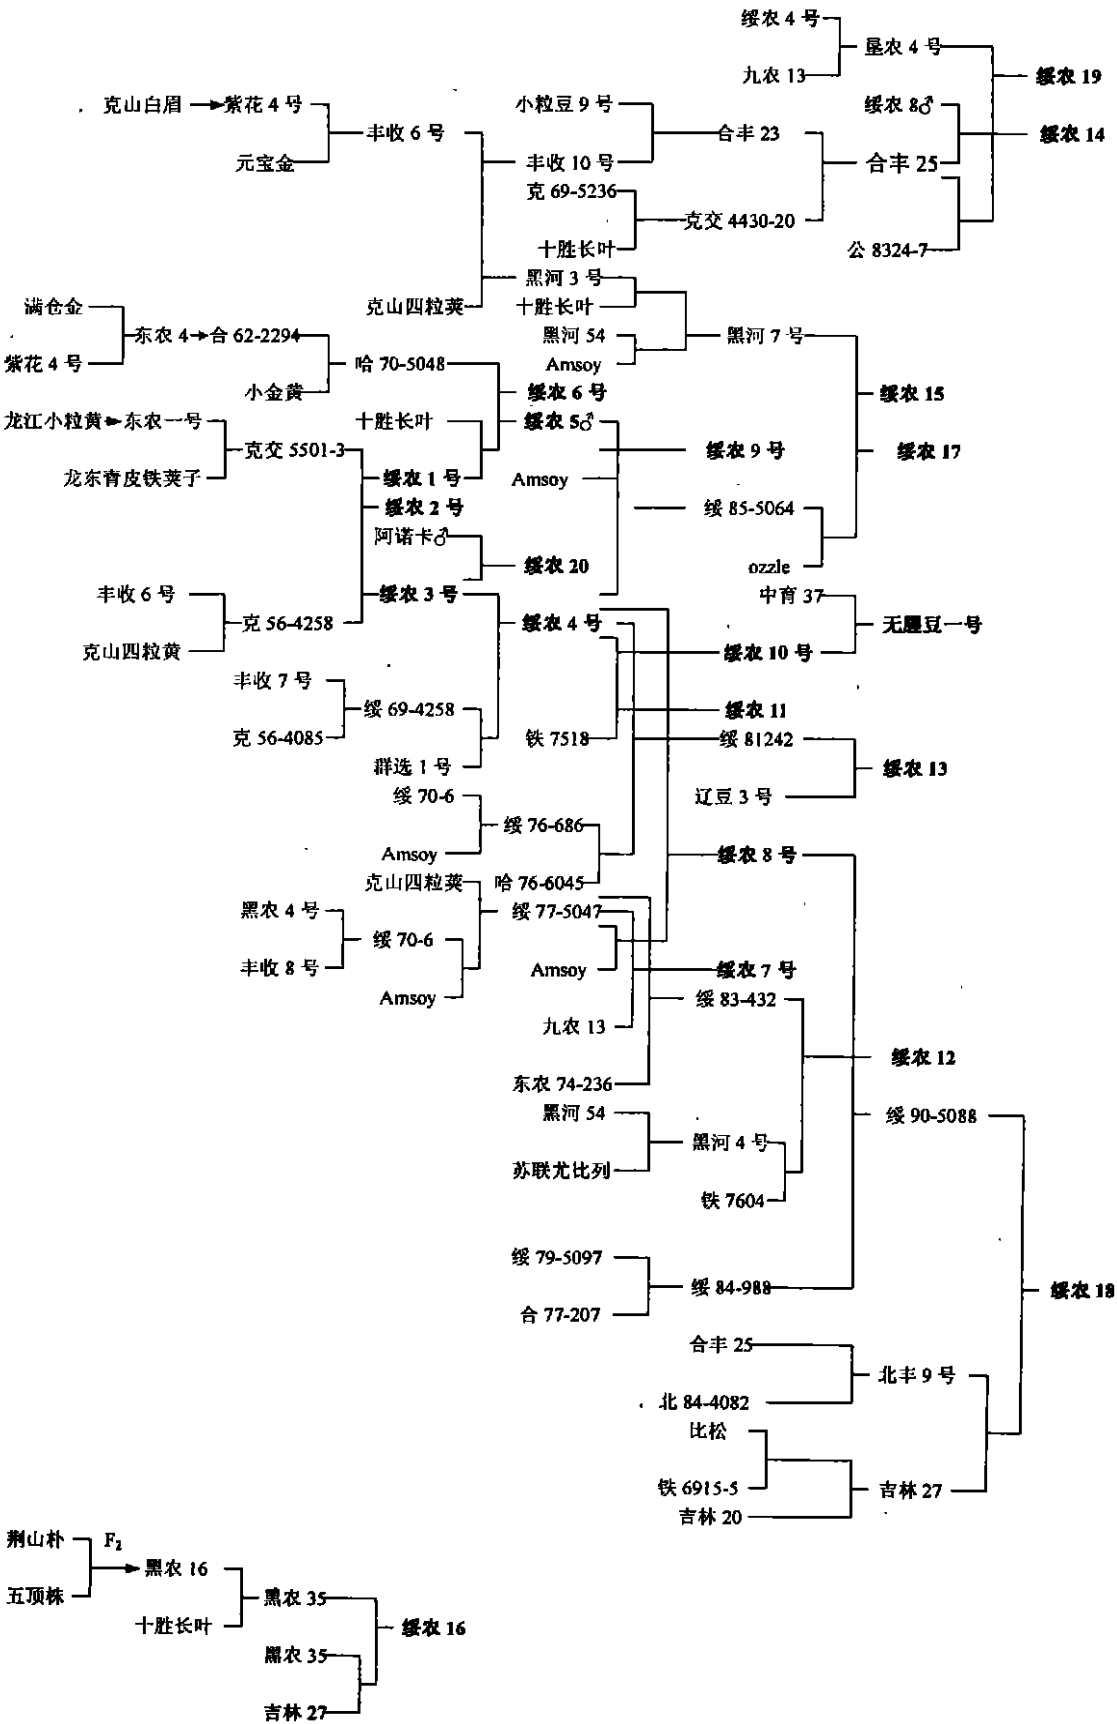 绥农 4 号
垦农 4 号
九农 13
绥农 19
克山白眉
紫花 4 号
小粒豆 9 号
绥农 8♂
丰收 6 号
合丰 23
绥农 14
元宝金
丰收 10 号
合丰 25
克 69-5236
克交 4430-20
十胜长叶
公 8324-7
黑河 3 号
满仓金
克山四粒荚
十胜长叶
东农 4
合 62-2294
黑河 54
黑河 7 号
紫花 4 号
哈 70-5048
Amsoy
小金黄
绥农 6 号
绥农 15
龙江小粒黄
东农一号
十胜长叶
绥农 5♂
克交 5501-3
绥农 9 号
绥农 17
龙东青皮铁荚子
绥农 1 号
Amsoy
绥农 2 号
绥 85-5064
阿诺卡♂
绥农 20
ozzle
丰收 6 号
绥农 3 号
中育 37
克 56-4258
绥农 4 号
无腥豆一号
克山四粒黄
绥农 10 号
丰收 7 号
绥 69-4258
绥农 11
克 56-4085
铁 7518
绥 81242
群选 1 号
绥农 13
绥 70-6
辽豆 3 号
绥 76-686
Amsoy
绥农 8 号
克山四粒荚
哈 76-6045
黑农 4 号
绥 77-5047
绥 70-6
丰收 8 号
Amsoy
绥农 7 号
Amsoy
绥 83-432
九农 13
绥农 12
东农 74-236
黑河 54
绥 90-5088
黑河 4 号
苏联尤比列
铁 7604
绥 79-5097
绥 84-988
绥农 18
合 77-207
合丰 25
北丰 9 号
北 84-4082
比松
铁 6915-5
吉林 27
吉林 20
荆山朴
F₂
黑农 16
五顶株
黑农 35
十胜长叶
绥农 16
黑农 35
吉林 27